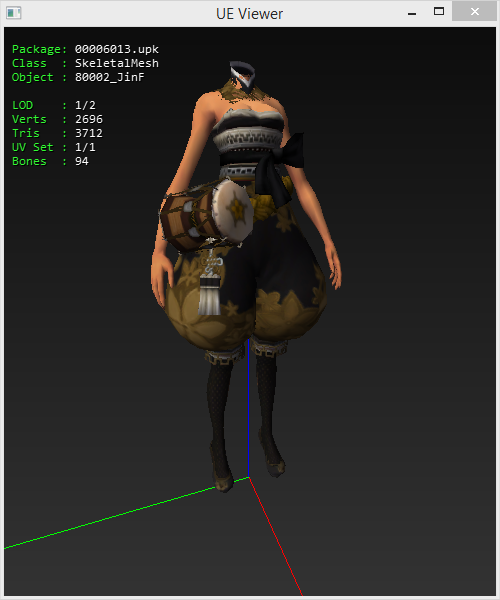 UE Viewer
Package: 00006013.upk
Class : SkeletalMesh
Object : 80002_JinF
LOD : 1/2
Verts : 2696
Tris : 3712
UV Set : 1/1
Bones : 94